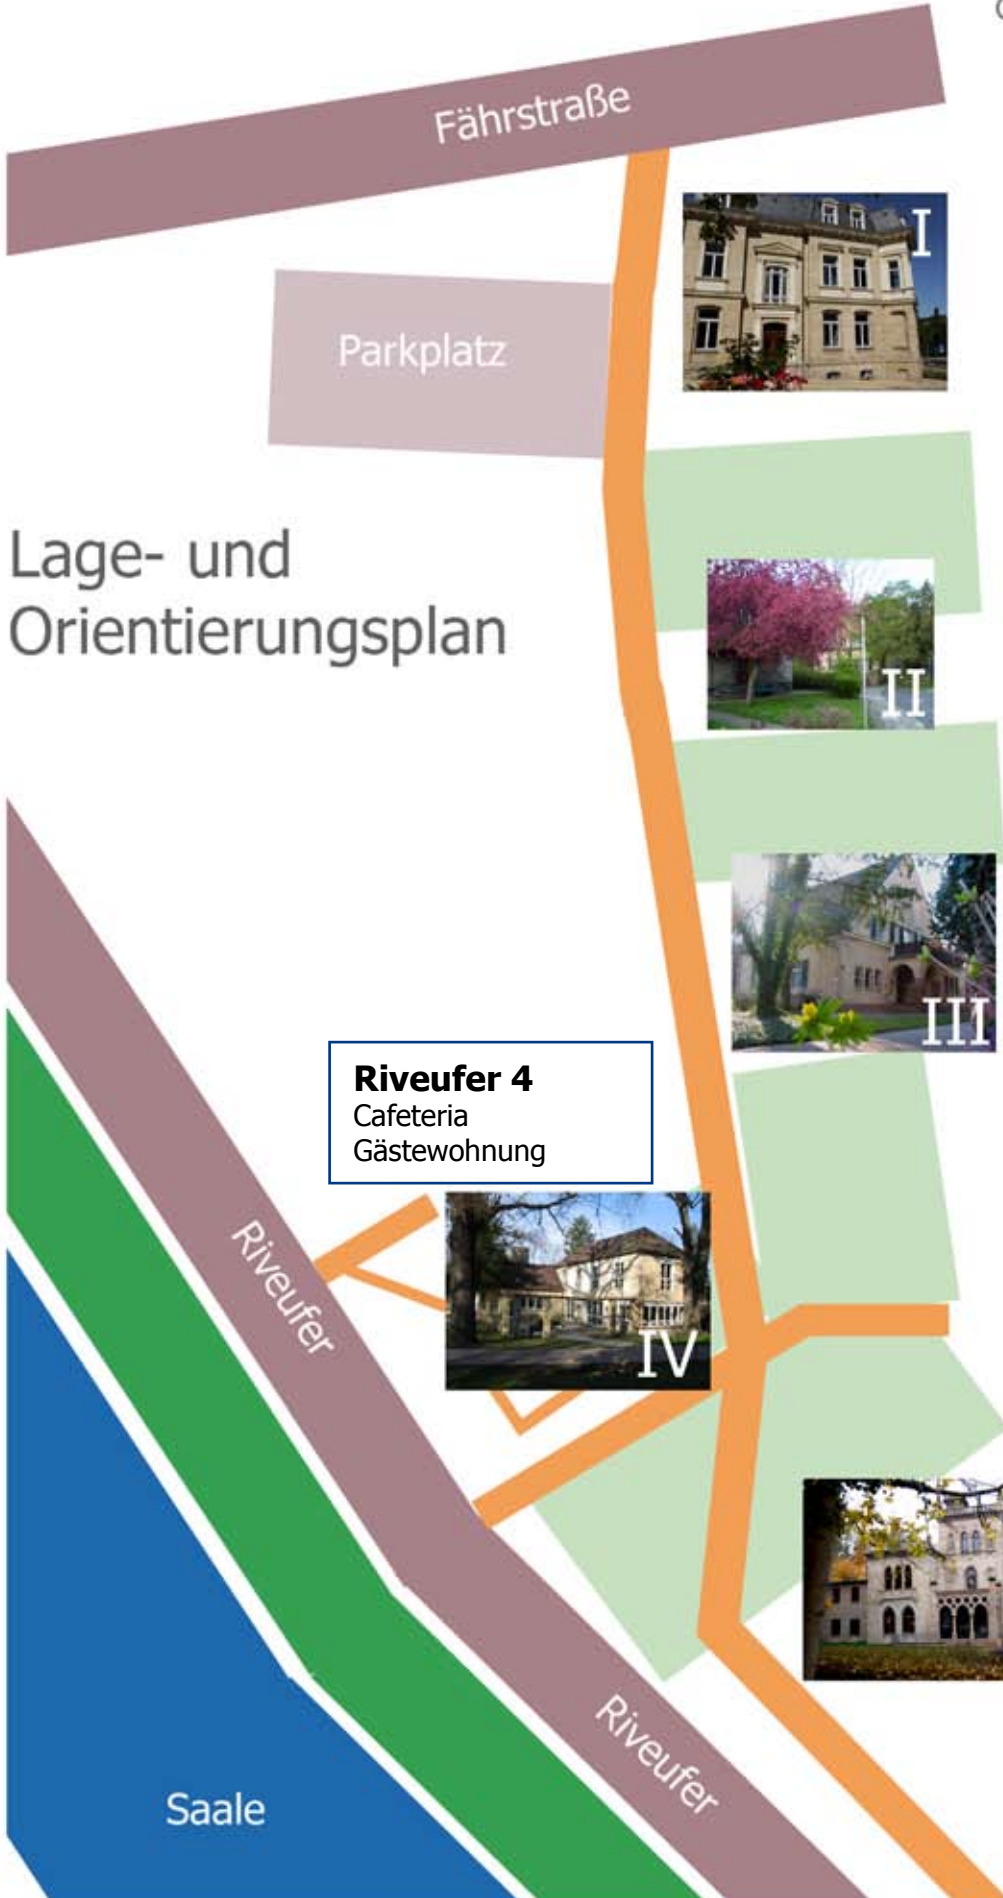 Fährstraße
I
Parkplatz
Lage- und
Orientierungsplan
II
III
Riveufer 4
Cafeteria
Gästewohnung
Riveufer
IV
Riveufer
Saale